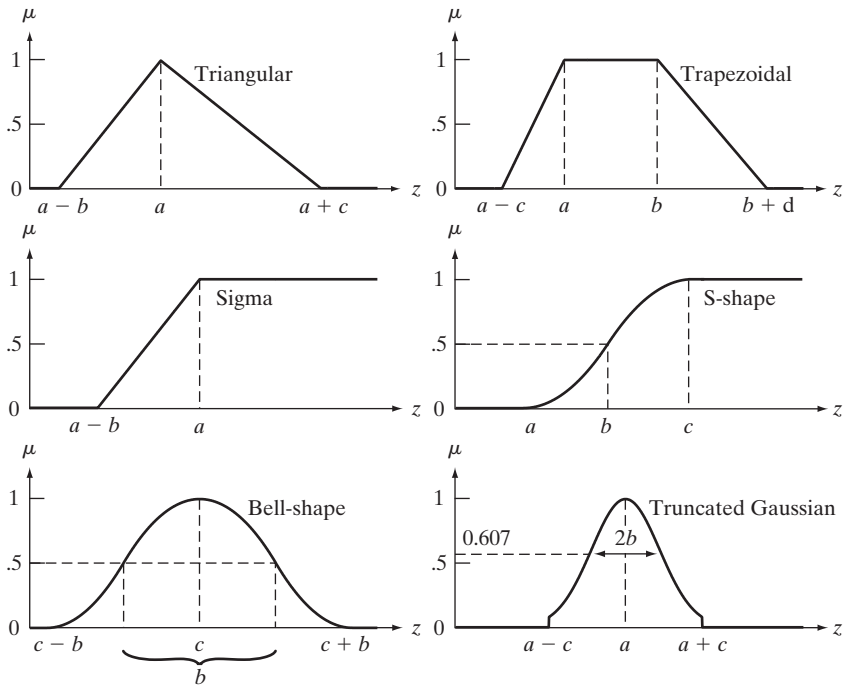 μ
1
Triangular
.5
0
a − b
a
a + c
z
μ
1
Trapezoidal
.5
0
a − c
a
b
b + d
z
μ
1
Sigma
.5
0
a − b
a
z
μ
1
S-shape
.5
0
a
b
c
z
μ
1
Bell-shape
.5
0
c − b
c
c + b
z
b
μ
1
Truncated Gaussian
0.607
2b
.5
0
a − c
a
a + c
z